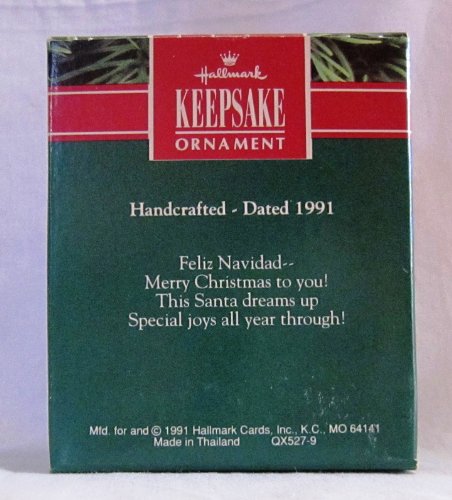 Hallmark
KEEPSAKE
ORNAMENT
Handcrafted - Dated 1991
Feliz Navidad--
Merry Christmas to you!
This Santa dreams up
Special joys all year through!
Mfd. for and © 1991 Hallmark Cards, Inc., K.C., MO 64141
Made in Thailand QX527-9